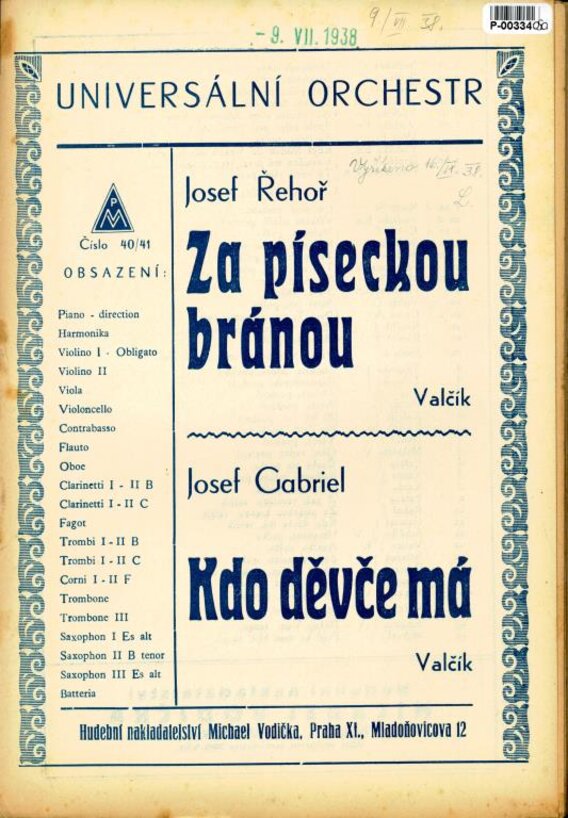 - 9. VII. 1938
9/VII. 38.
UNIVERSÁLNÍ ORCHESTR
P
V
M
Číslo 40/41
OBSAZENÍ:
Piano - direction
Harmonika
Violino I - Obligato
Violino II
Viola
Violoncello
Contrabasso
Flauto
Oboe
Clarinetti I - II B
Clarinetti I - II C
Fagot
Trombi I - II B
Trombi I - II C
Corni I - II F
Trombone
Trombone III
Saxophon I Es alt
Saxophon II B tenor
Saxophon III Es alt
Batteria
Josef Řehoř
Za píseckou
bránou
Valčík
Josef Gabriel
Kdo děvče má
Valčík
Hudební nakladatelství Michael Vodička, Praha XI., Mladoňovicova 12